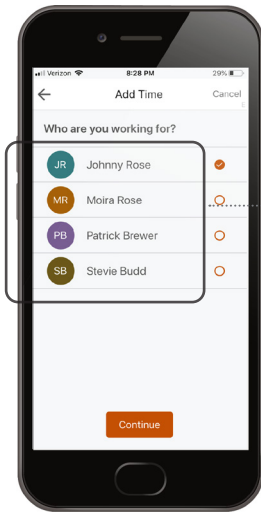 Verizon 8:28 PM 29%
Add Time Cancel
Who are you working for?
JR Johnny Rose
MR Moira Rose
PB Patrick Brewer
SB Stevie Budd
Continue